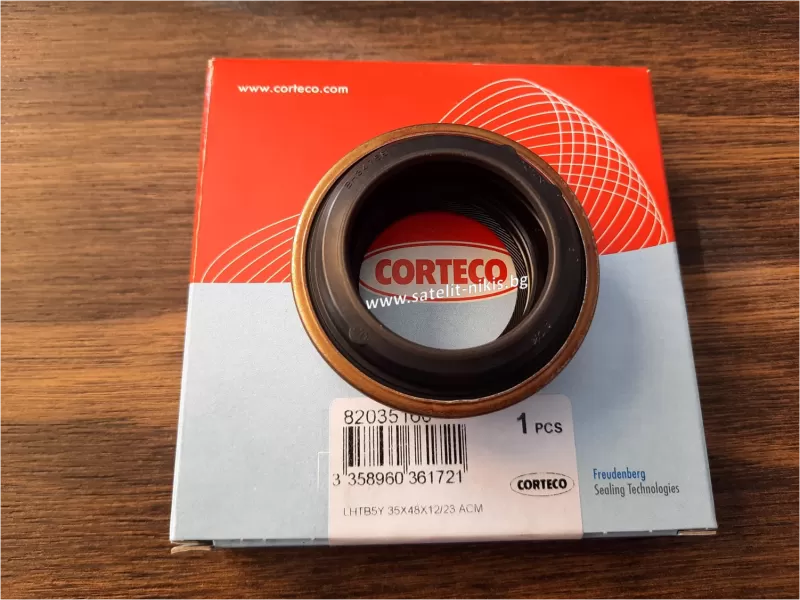 www.corteco.com
CORTECO
www.satelit-nikis.bg
1 PCS
3 358960 361721
CORTECO
LHTB5Y 35X48X12/23 ACM
Freudenberg
Sealing Technologies